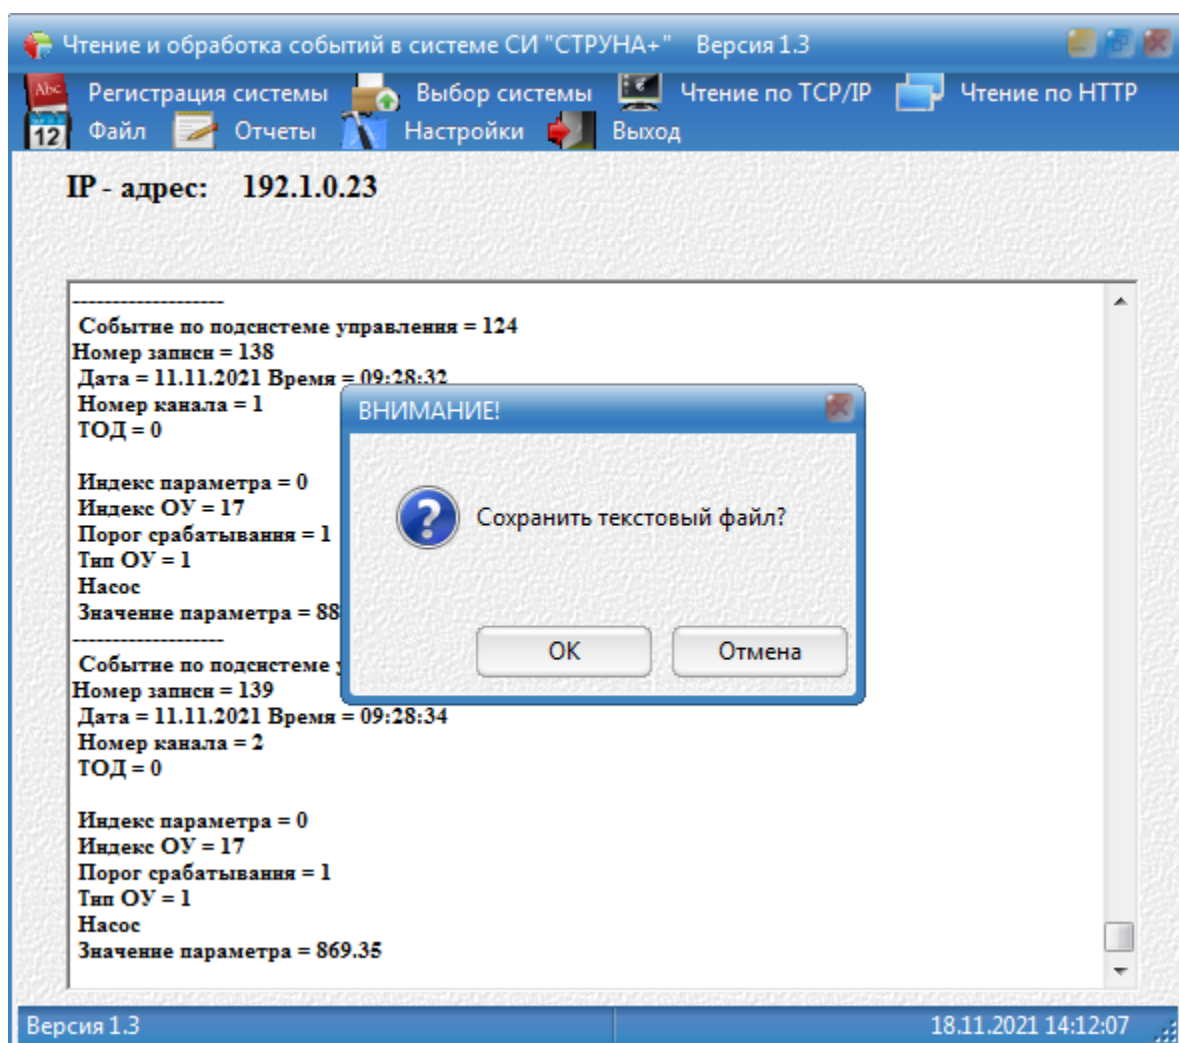 Чтение и обработка событий в системе СИ "СТРУНА+" Версия 1.3
Abc Регистрация системы Выбор системы Чтение по TCP/IP Чтение по HTTP
12 Файл Отчеты Настройки Выход
IP - адрес: 192.1.0.23
-------------------
Событие по подсистеме управления = 124
Номер записи = 138
Дата = 11.11.2021 Время = 09:28:32
Номер канала = 1
ТОД = 0
Индекс параметра = 0
Индекс ОУ = 17
Порог срабатывания = 1
Тип ОУ = 1
Насос
Значение параметра = 88
-------------------
Событие по подсистеме
Номер записи = 139
Дата = 11.11.2021 Время = 09:28:34
Номер канала = 2
ТОД = 0
Индекс параметра = 0
Индекс ОУ = 17
Порог срабатывания = 1
Тип ОУ = 1
Насос
Значение параметра = 869.35
ВНИМАНИЕ!
Сохранить текстовый файл?
ОК Отмена
Версия 1.3 18.11.2021 14:12:07